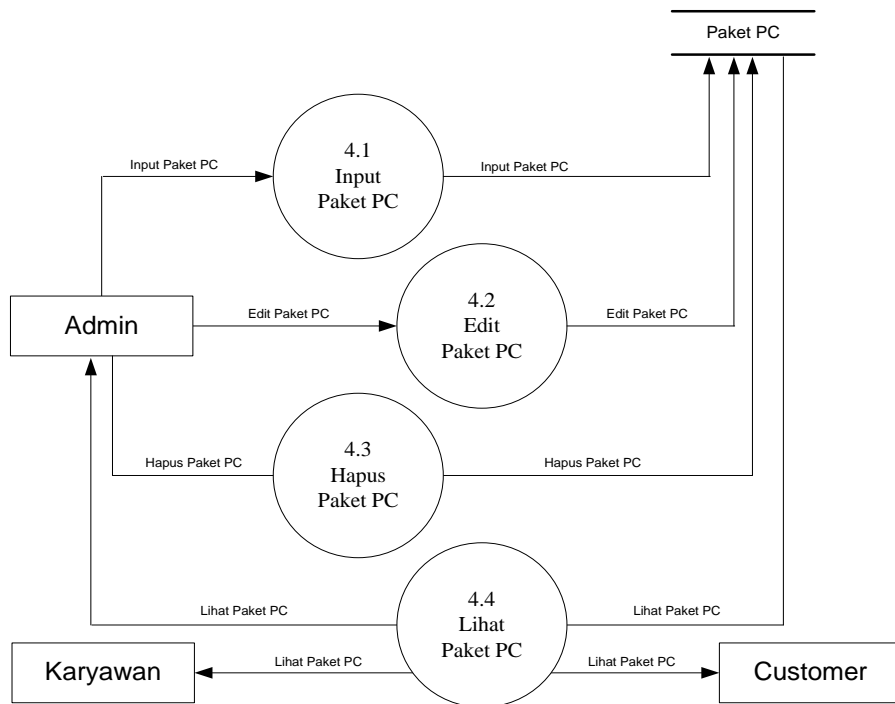 Paket PC
4.1
Input
Paket PC
Input Paket PC
Input Paket PC
4.2
Edit
Paket PC
Admin
Edit Paket PC
Edit Paket PC
4.3
Hapus
Paket PC
Hapus Paket PC
Hapus Paket PC
4.4
Lihat
Paket PC
Lihat Paket PC
Lihat Paket PC
Karyawan
Lihat Paket PC
Lihat Paket PC
Customer